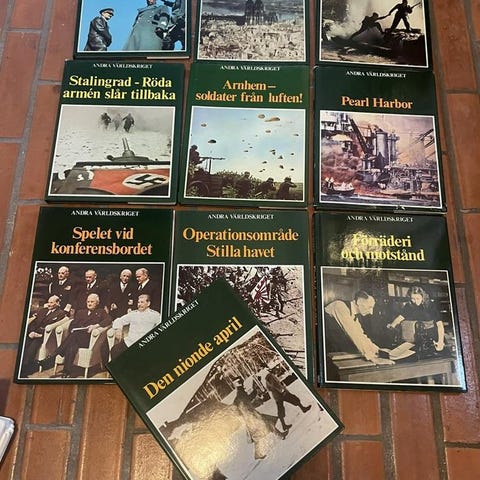 ANDRA VÄRLDSKRIGET
Stalingrad - Röda
armén slår tillbaka
ANDRA VÄRLDSKRIGET
Arnhem –
soldater från luften!
ANDRA VÄRLDSKRIGET
Pearl Harbor
ANDRA VÄRLDSKRIGET
Spelet vid
konferensbordet
ANDRA VÄRLDSKRIGET
Operationsområde
Stilla havet
ANDRA VÄRLDSKRIGET
Förräderi
och motstånd
ANDRA VÄRLDSKRIGET
Den nionde april